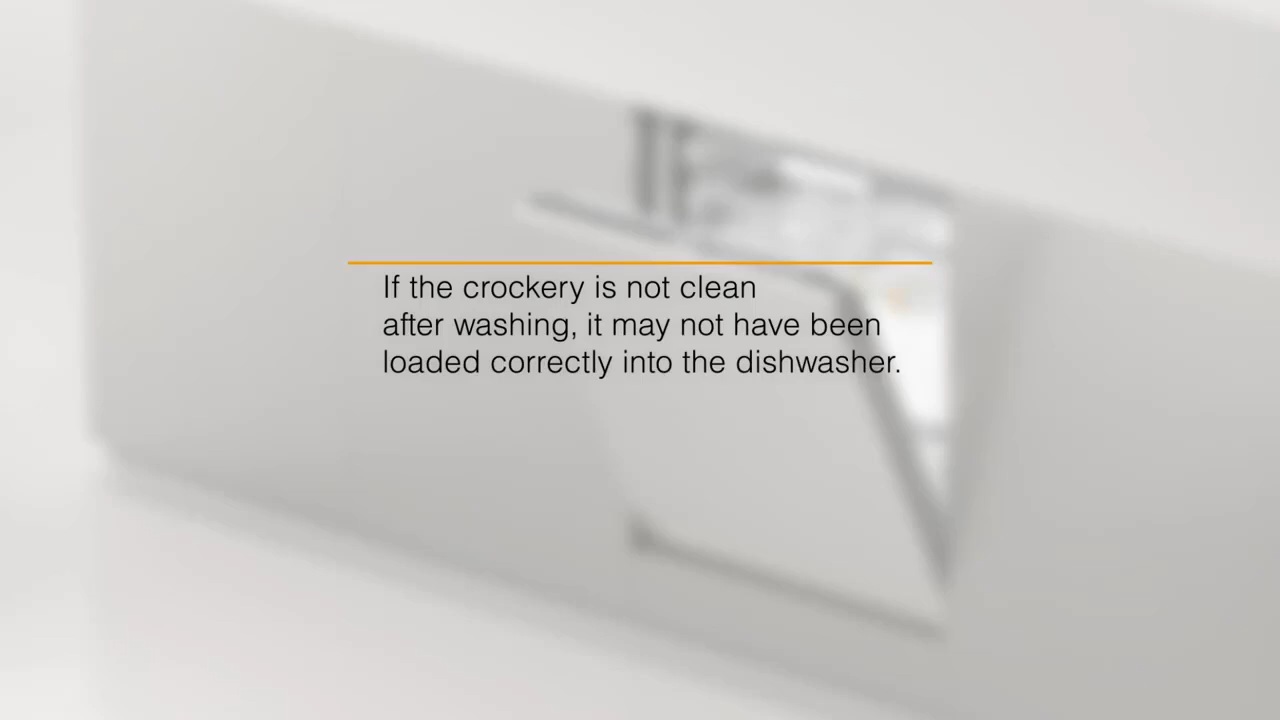 If the crockery is not clean
after washing, it may not have been
loaded correctly into the dishwasher.